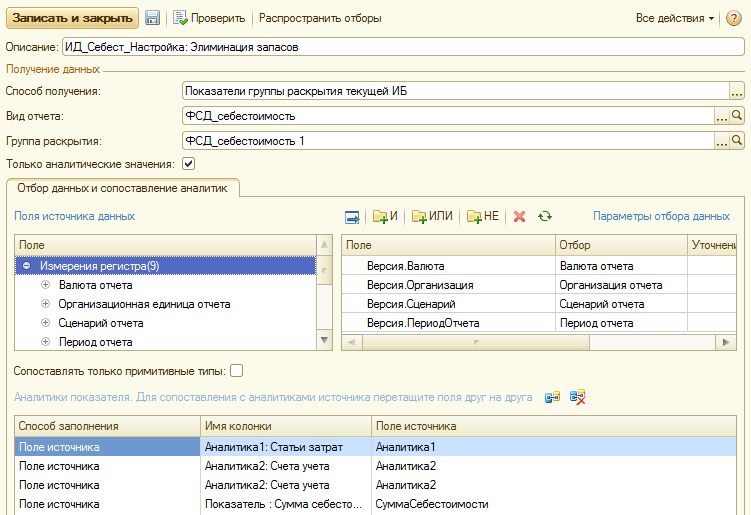 Записать и закрыть Проверить Распространить отборы Все действия
Описание: ИД_Себест_Настройка: Элиминация запасов
Получение данных
Способ получения: Показатели группы раскрытия текущей ИБ
Вид отчета: ФСД_себестоимость
Группа раскрытия: ФСД_себестоимость 1
Только аналитические значения:
Отбор данных и сопоставление аналитик
Поля источника данных И ИЛИ НЕ Параметры отбора данных
Поле Поле Отбор Уточнени
Измерения регистра(9) Версия.Валюта Валюта отчета
Валюта отчета Версия.Организация Организация отчета
Организационная единица отчета Версия.Сценарий Сценарий отчета
Сценарий отчета Версия.ПериодОтчета Период отчета
Период отчета
Сопоставлять только примитивные типы:
Аналитики показателя. Для сопоставления с аналитиками источника перетащите поля друг на друга
Способ заполнения Имя колонки Поле источника
Поле источника Аналитика1: Статьи затрат Аналитика1
Поле источника Аналитика2: Счета учета Аналитика2
Поле источника Аналитика2: Счета учета Аналитика2
Поле источника Показатель : Сумма себесто... СуммаСебестоимости